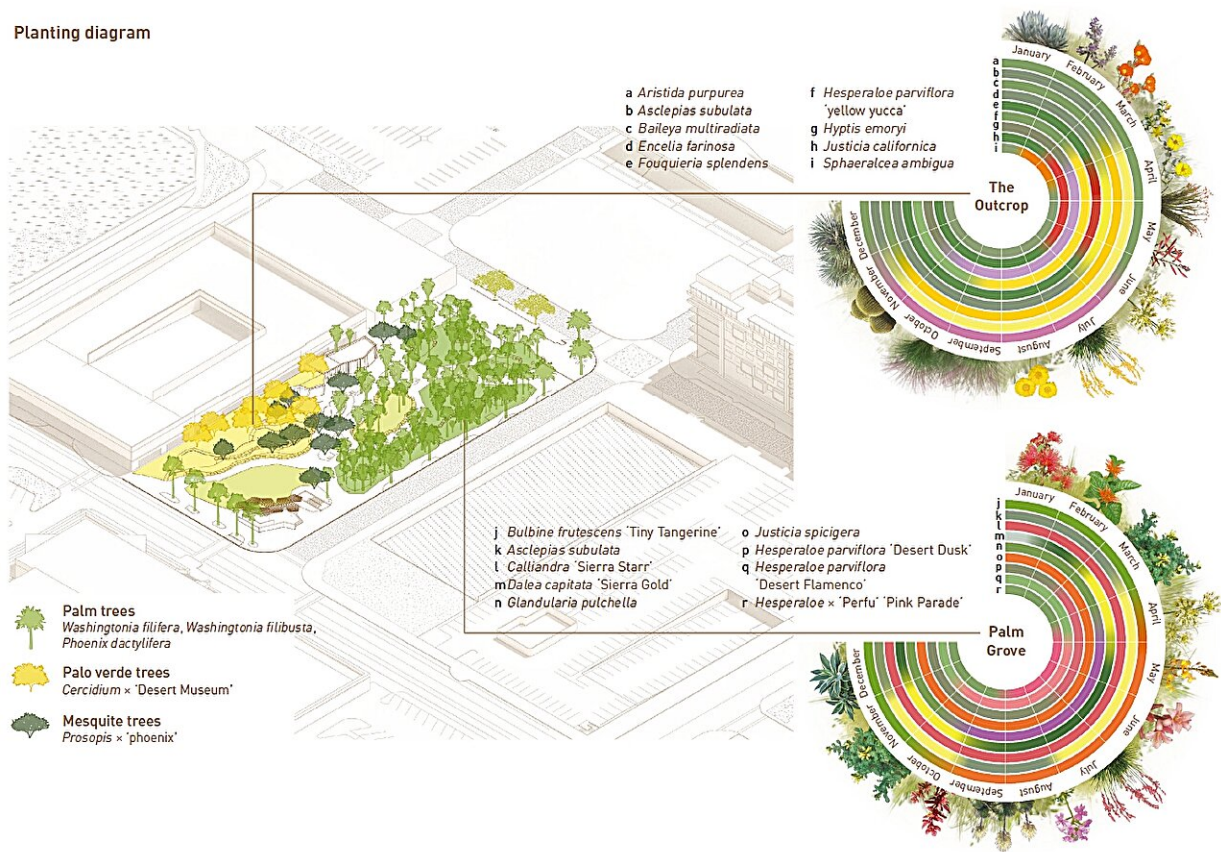 Planting diagram
a Aristida purpurea
b Asclepias subulata
c Baileya multiradiata
d Encelia farinosa
e Fouquieria splendens
f Hesperaloe parviflora
'yellow yucca'
g Hyptis emoryi
h Justicia californica
i Sphaeralcea ambigua
a
b
c
d
e
f
g
h
i
January
February
March
April
May
June
July
August
September
October
November
December
The
Outcrop
j Bulbine frutescens 'Tiny Tangerine'
k Asclepias subulata
l Calliandra 'Sierra Starr'
m Dalea capitata 'Sierra Gold'
n Glandularia pulchella
o Justicia spicigera
p Hesperaloe parviflora 'Desert Dusk'
q Hesperaloe parviflora
'Desert Flamenco'
r Hesperaloe × 'Perfu' 'Pink Parade'
j
k
l
m
n
o
p
q
r
January
February
March
April
May
June
July
August
September
October
November
December
Palm
Grove
Palm trees
Washingtonia filifera, Washingtonia filibusta,
Phoenix dactylifera
Palo verde trees
Cercidium × 'Desert Museum'
Mesquite trees
Prosopis × 'phoenix'